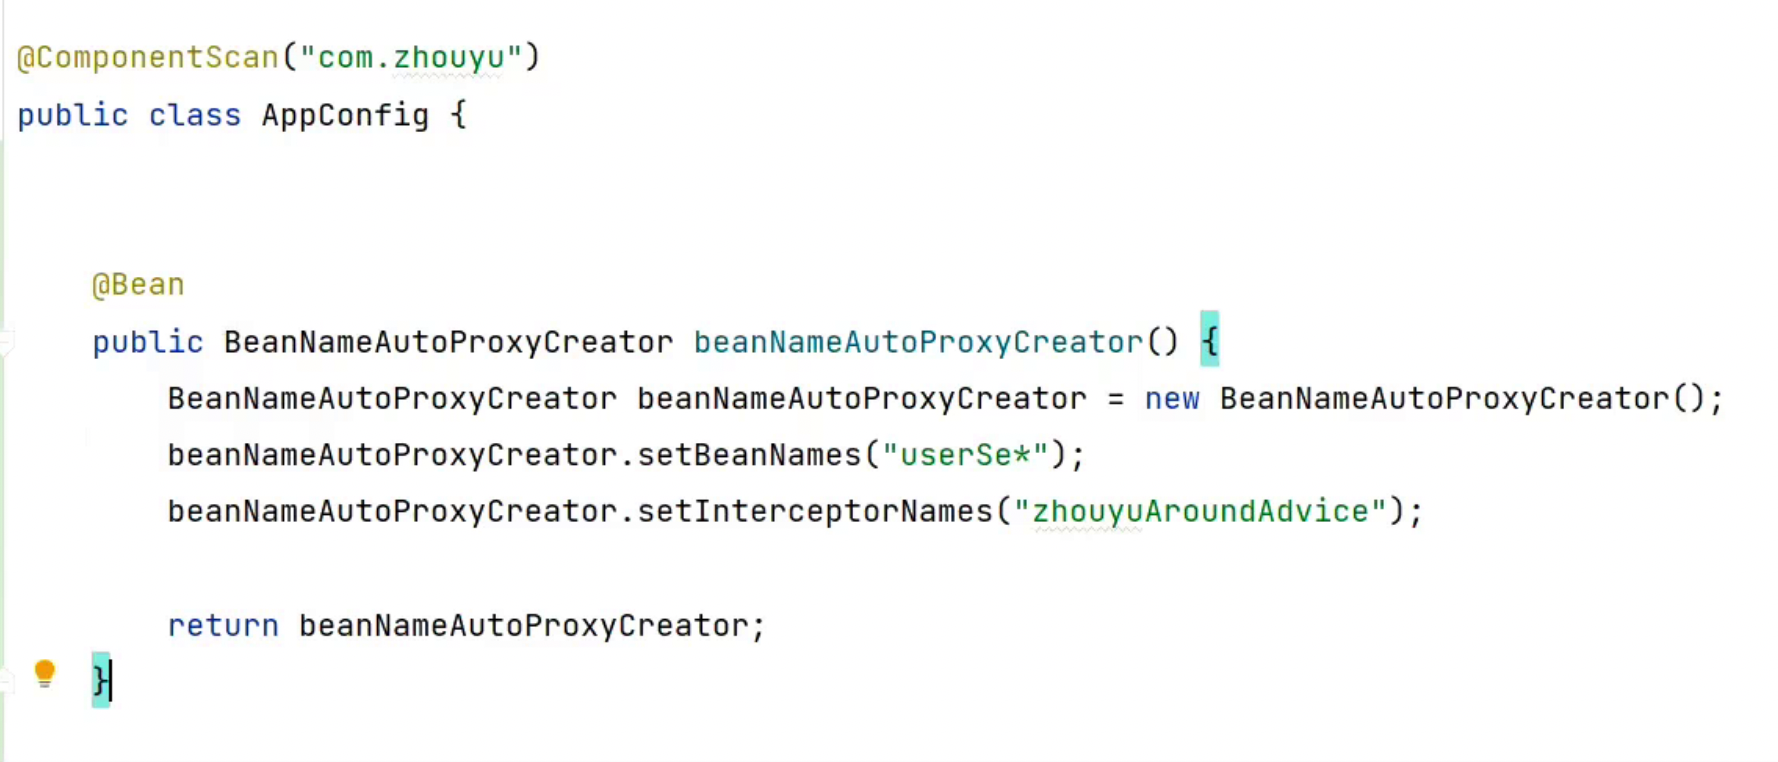 @ComponentScan("com.zhouyu")
public class AppConfig {
@Bean
public BeanNameAutoProxyCreator beanNameAutoProxyCreator() {
BeanNameAutoProxyCreator beanNameAutoProxyCreator = new BeanNameAutoProxyCreator();
beanNameAutoProxyCreator.setBeanNames("userSe*");
beanNameAutoProxyCreator.setInterceptorNames("zhouyuAroundAdvice");
return beanNameAutoProxyCreator;
}